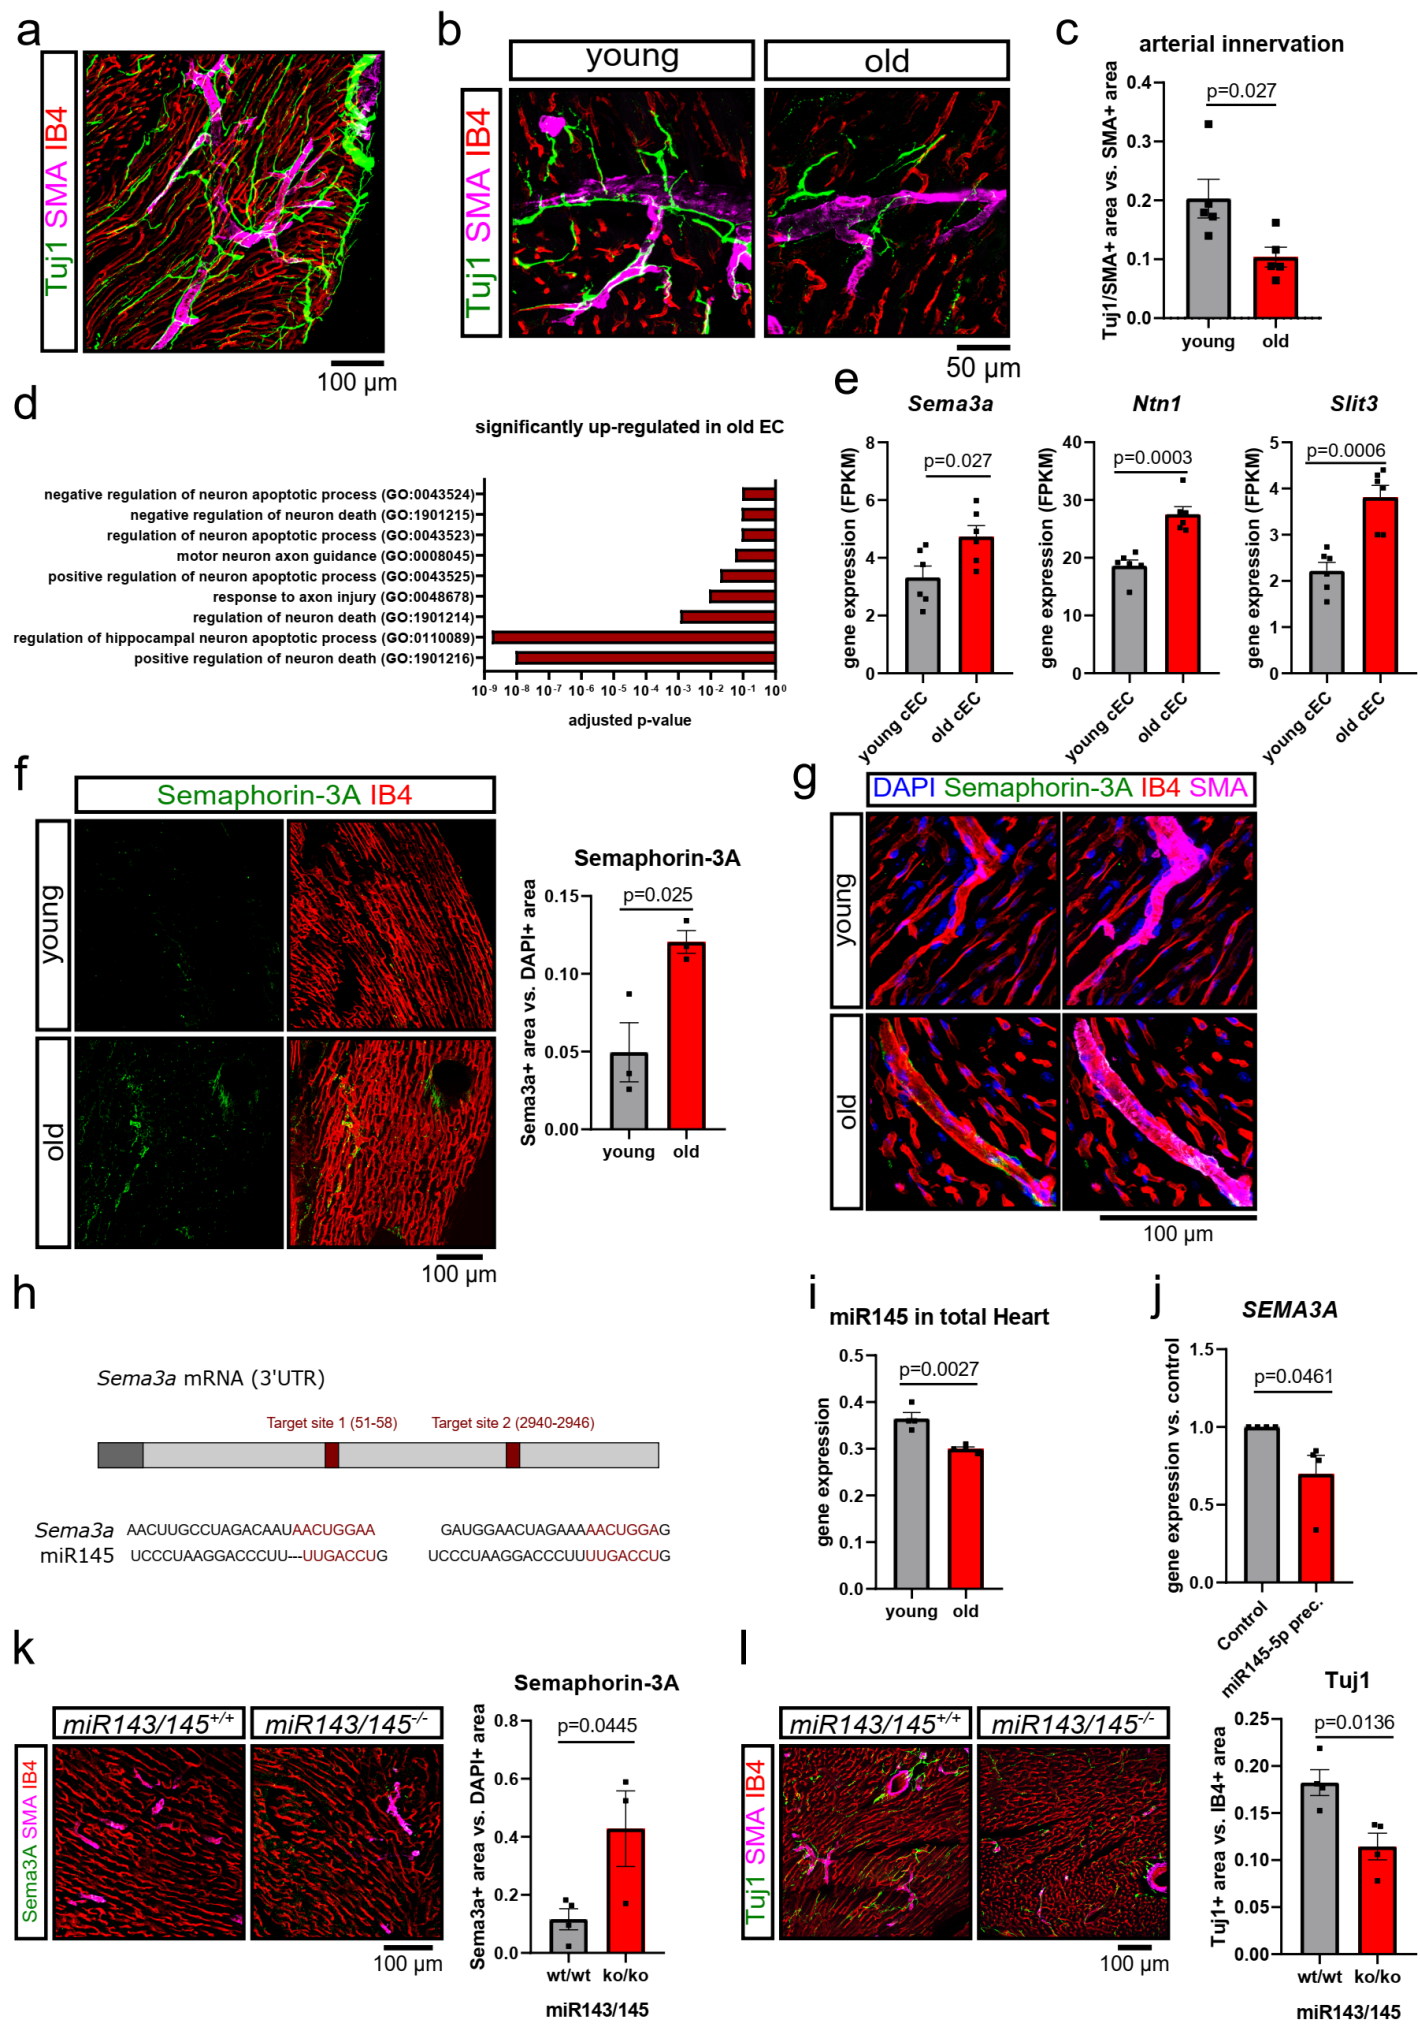 a
Tuj1 SMA IB4
100 µm
b
young
old
Tuj1 SMA IB4
50 µm
c
arterial innervation
Tuj1/SMA+ area vs. SMA+ area
0.4
0.3
0.2
0.1
0.0
p=0.027
young
old
d
significantly up-regulated in old EC
negative regulation of neuron apoptotic process (GO:0043524)
negative regulation of neuron death (GO:1901215)
regulation of neuron apoptotic process (GO:0043523)
motor neuron axon guidance (GO:0008045)
positive regulation of neuron apoptotic process (GO:0043525)
response to axon injury (GO:0048678)
regulation of neuron death (GO:1901214)
regulation of hippocampal neuron apoptotic process (GO:0110089)
positive regulation of neuron death (GO:1901216)
10⁻⁹ 10⁻⁸ 10⁻⁷ 10⁻⁶ 10⁻⁵ 10⁻⁴ 10⁻³ 10⁻² 10⁻¹ 10⁰
adjusted p-value
e
Sema3a
gene expression (FPKM)
8
6
4
2
0
p=0.027
young cEC
old cEC
Ntn1
gene expression (FPKM)
40
30
20
10
0
p=0.0003
young cEC
old cEC
Slit3
gene expression (FPKM)
5
4
3
2
1
0
p=0.0006
young cEC
old cEC
f
Semaphorin-3A IB4
young
old
100 µm
Semaphorin-3A
Sema3a+ area vs. DAPI+ area
0.15
0.10
0.05
0.00
p=0.025
young
old
g
DAPI Semaphorin-3A IB4 SMA
young
old
100 µm
h
Sema3a mRNA (3'UTR)
Target site 1 (51-58)
Target site 2 (2940-2946)
Sema3a AACUUGCCUAGACAAUAACUGGAA GAUGGAACUAGAAAAACUGGAG
miR145 UCCCUAAGGACCCUU---UUGACCUG UCCCUAAGGACCCUUUUGACCUG
i
miR145 in total Heart
gene expression
0.5
0.4
0.3
0.2
0.1
0.0
p=0.0027
young
old
j
SEMA3A
gene expression vs. control
1.5
1.0
0.5
0.0
p=0.0461
Control
miR145-5p prec.
k
miR143/145+/+
miR143/145-/-
Sema3A SMA IB4
100 µm
Semaphorin-3A
Sema3a+ area vs. DAPI+ area
0.8
0.6
0.4
0.2
0.0
p=0.0445
wt/wt
ko/ko
miR143/145
l
miR143/145+/+
miR143/145-/-
Tuj1 SMA IB4
100 µm
Tuj1
Tuj1+ area vs. IB4+ area
0.25
0.20
0.15
0.10
0.05
0.00
p=0.0136
wt/wt
ko/ko
miR143/145